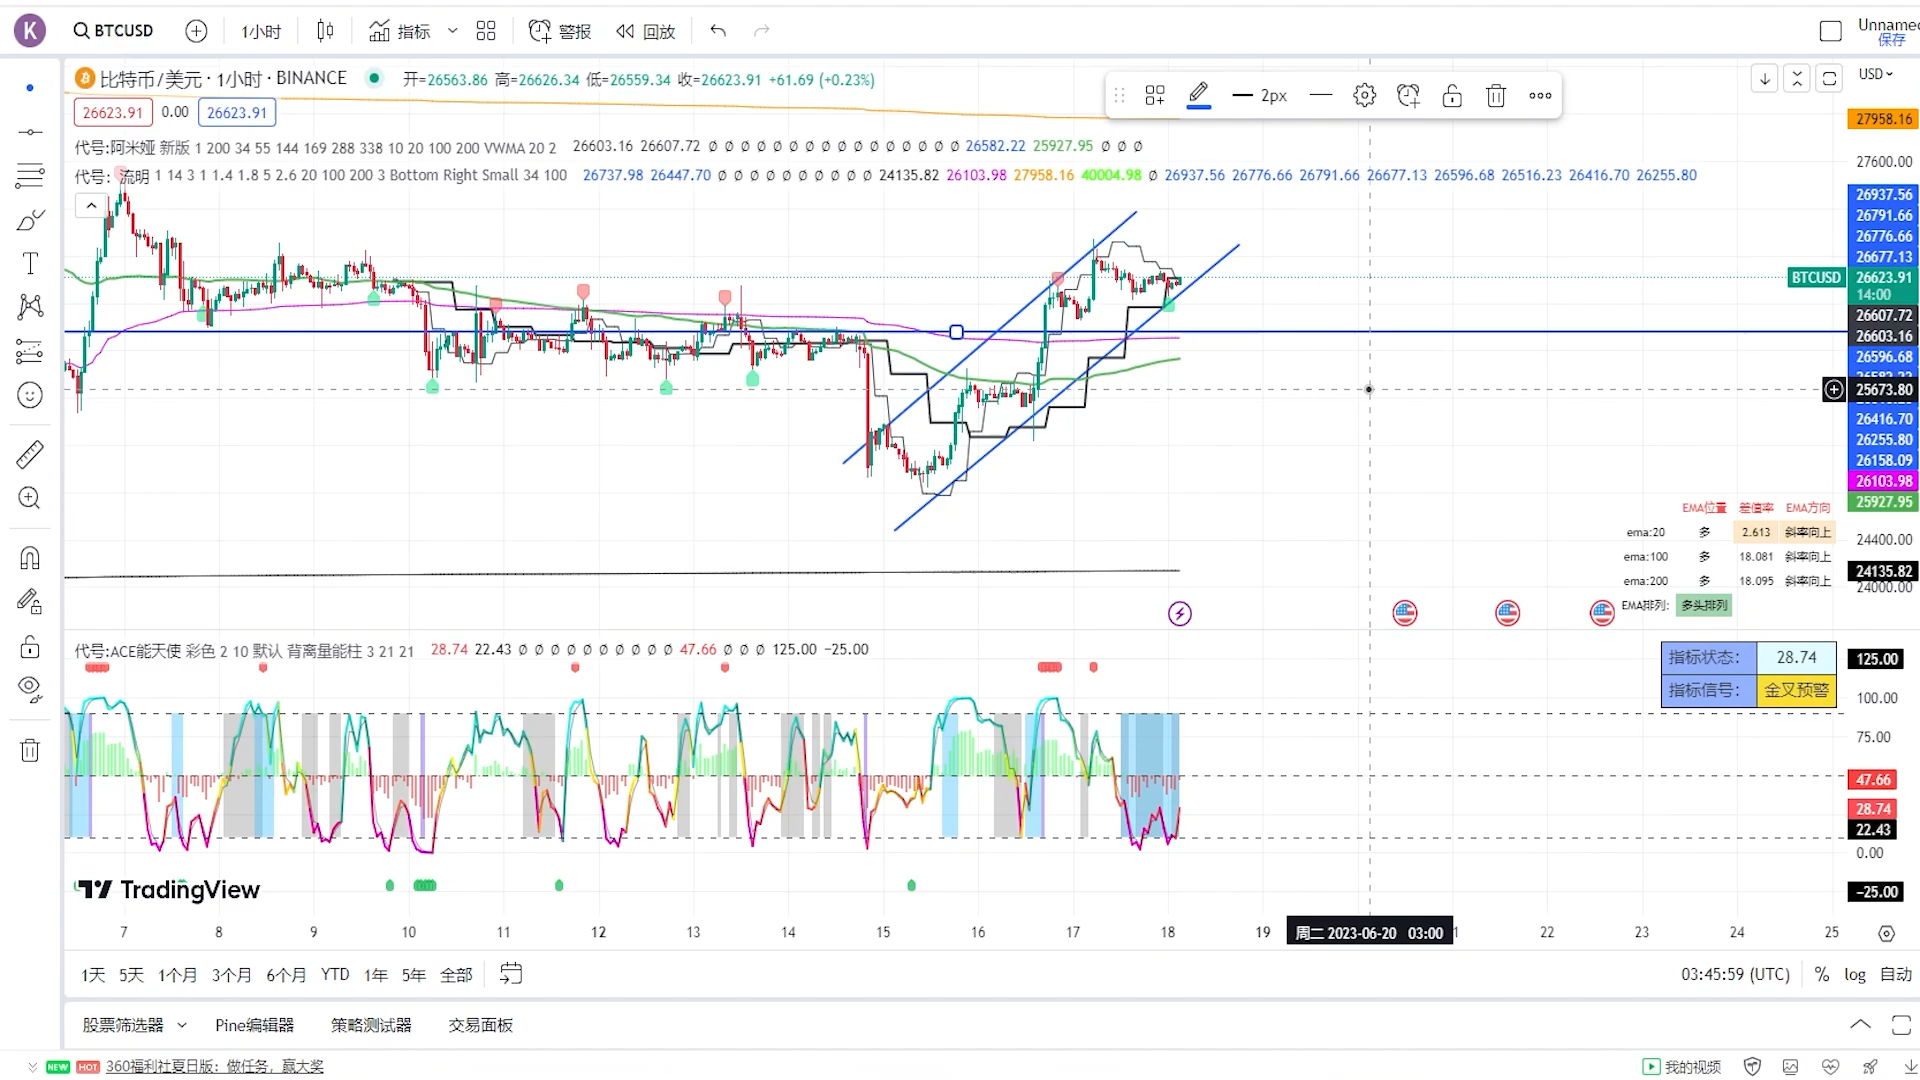 K BTCUSD 1小时 指标 警报 回放 Unnamed
保存
比特币/美元 · 1小时 · BINANCE 开=26563.86 高=26626.34 低=26559.34 收=26623.91 +61.69 (+0.23%)
2px
USD
26623.91 0.00 26623.91
27958.16
代号:阿米娅 新版 1 200 34 55 144 169 288 338 10 20 100 200 VWMA 20 2 26603.16 26607.72 ∅ ∅ ∅ ∅ ∅ ∅ ∅ ∅ ∅ ∅ ∅ ∅ ∅ ∅ ∅ ∅ 26582.22 25927.95 ∅ ∅ ∅
27600.00
代号: 流明 1 14 3 1 1.4 1.8 5 2.6 20 100 200 3 Bottom Right Small 34 100 26737.98 26447.70 ∅ ∅ ∅ ∅ ∅ ∅ ∅ ∅ ∅ ∅ 24135.82 26103.98 27958.16 40004.98 ∅ 26937.56 26776.66 26791.66 26677.13 26596.68 26516.23 26416.70 26255.80
26937.56
26791.66
26776.66
26677.13
BTCUSD 26623.91
14:00
26607.72
26603.16
26596.68
25673.80
26416.70
26255.80
26158.09
26103.98
25927.95
EMA位置 差值率 EMA方向
ema:20 多 2.613 斜率向上
24400.00
ema:100 多 18.081 斜率向上
24135.82
ema:200 多 18.095 斜率向上
24000.00
EMA排列: 多头排列
代号:ACE能天使 彩色 2 10 默认 背离量能柱 3 21 21 28.74 22.43 ∅ ∅ ∅ ∅ ∅ ∅ ∅ ∅ ∅ ∅ 47.66 ∅ ∅ ∅ 125.00 −25.00
指标状态: 28.74
125.00
指标信号: 金叉预警
100.00
75.00
47.66
28.74
22.43
0.00
TradingView
−25.00
7 8 9 10 11 12 13 14 15 16 17 18 19 周二 2023-06-20 03:00 1 22 23 24 25
1天 5天 1个月 3个月 6个月 YTD 1年 5年 全部 03:45:59 (UTC) % log 自动
股票筛选器 Pine编辑器 策略测试器 交易面板
NEW HOT 360福利社夏日版：做任务，赢大奖 我的视频